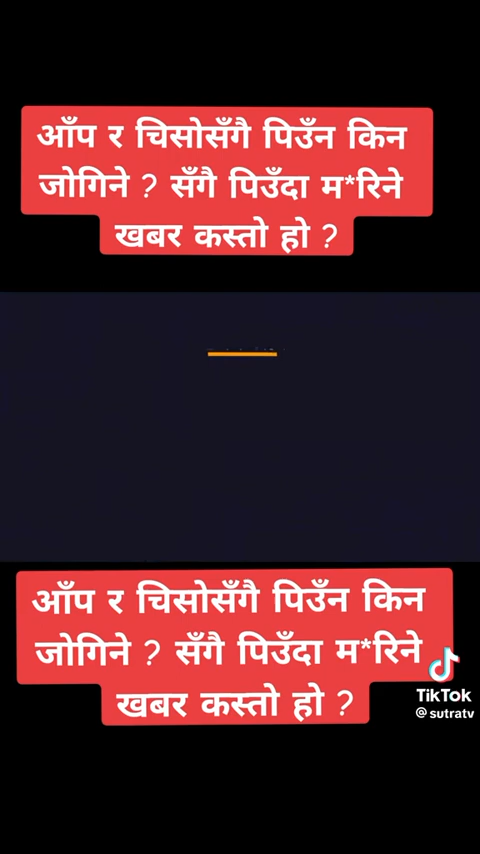 आँप र चिसोसँगै पिउँन किन
जोगिने ? सँगै पिउँदा म*रिने
खबर कस्तो हो ?
आँप र चिसोसँगै पिउँन किन
जोगिने ? सँगै पिउँदा म*रिने
खबर कस्तो हो ?
TikTok
@ sutratv